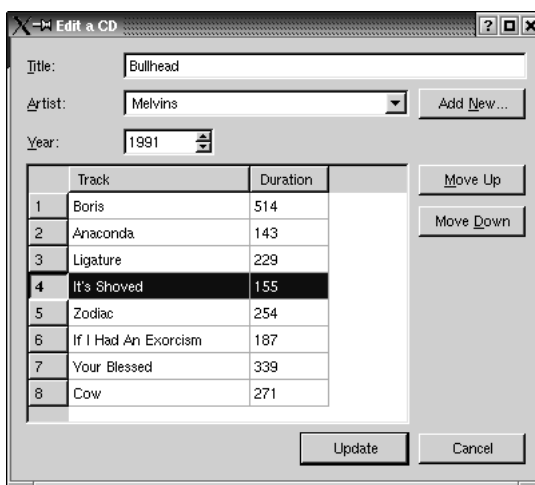 Edit a CD
Title: Bullhead
Artist: Melvins Add New...
Year: 1991
Track Duration Move Up
1 Boris 514
Move Down
2 Anaconda 143
3 Ligature 229
4 It's Shoved 155
5 Zodiac 254
6 If I Had An Exorcism 187
7 Your Blessed 339
8 Cow 271
Update Cancel